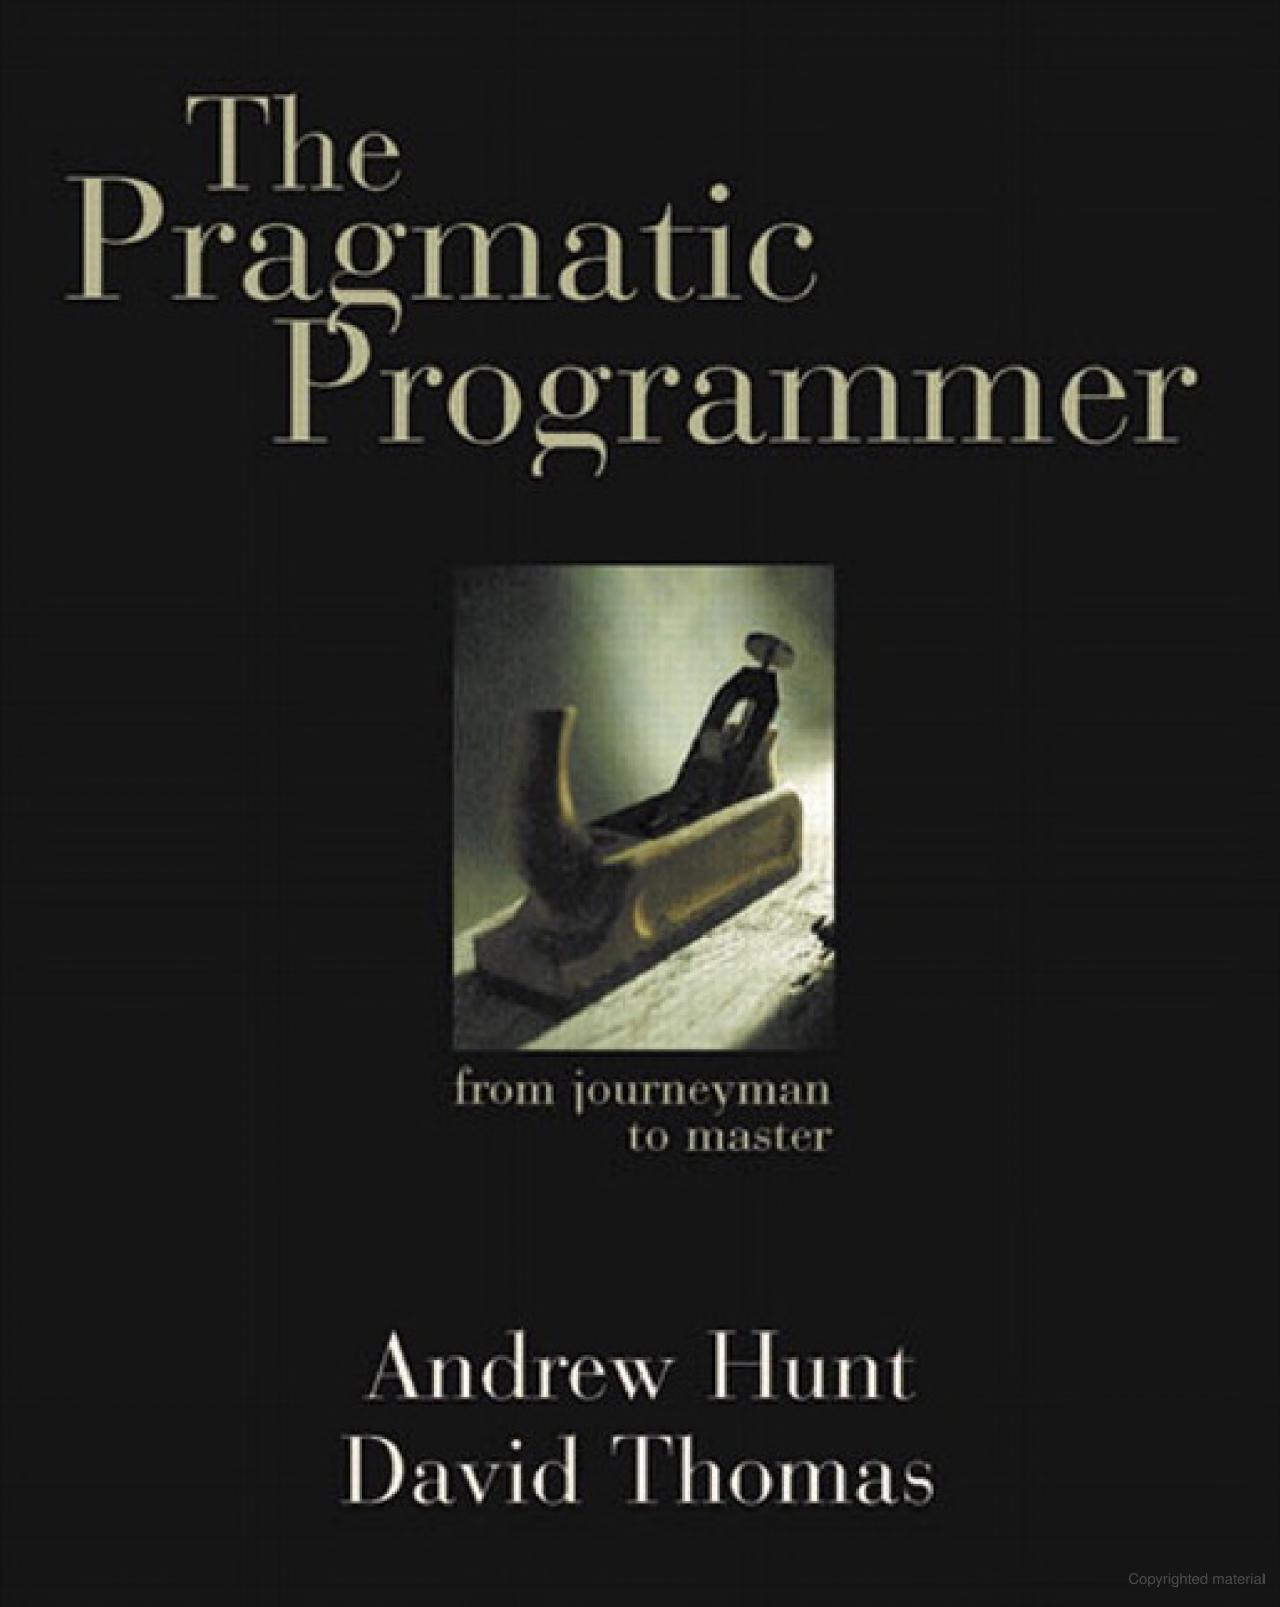 The
Pragmatic
Programmer
from journeyman
to master
Andrew Hunt
David Thomas
Copyrighted material